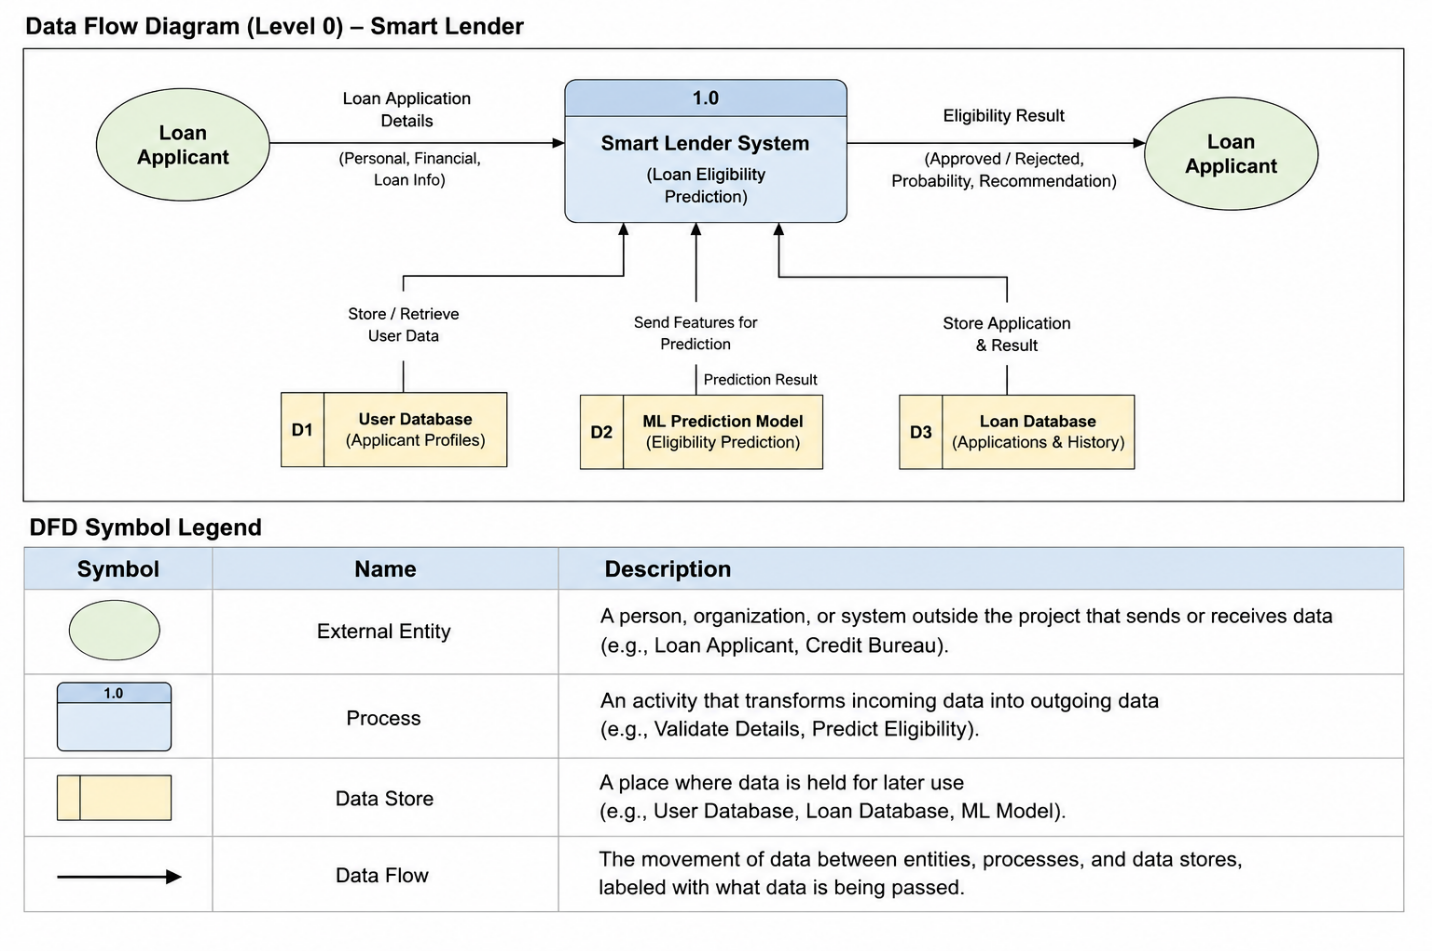 Data Flow Diagram (Level 0) – Smart Lender
Loan
Applicant
Loan Application
Details
(Personal, Financial,
Loan Info)
1.0
Smart Lender System
(Loan Eligibility
Prediction)
Eligibility Result
(Approved / Rejected,
Probability, Recommendation)
Loan
Applicant
Store / Retrieve
User Data
Send Features for
Prediction
Prediction Result
Store Application
& Result
D1
User Database
(Applicant Profiles)
D2
ML Prediction Model
(Eligibility Prediction)
D3
Loan Database
(Applications & History)
DFD Symbol Legend
Symbol
Name
Description
External Entity
A person, organization, or system outside the project that sends or receives data
(e.g., Loan Applicant, Credit Bureau).
1.0
Process
An activity that transforms incoming data into outgoing data
(e.g., Validate Details, Predict Eligibility).
Data Store
A place where data is held for later use
(e.g., User Database, Loan Database, ML Model).
Data Flow
The movement of data between entities, processes, and data stores,
labeled with what data is being passed.